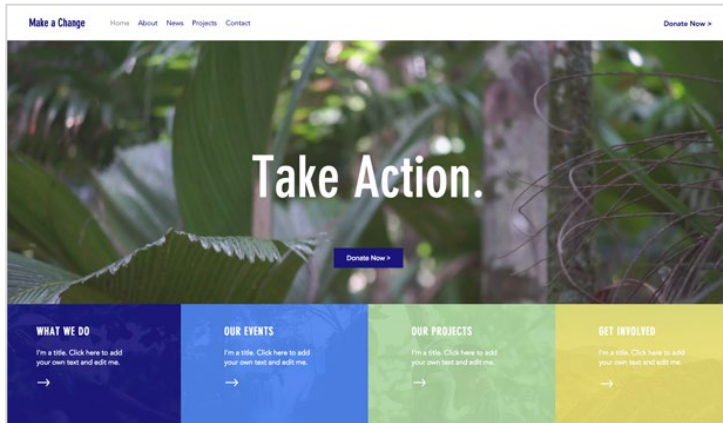 Make a Change
Home About News Projects Contact
Donate Now >
Take Action.
Donate Now >
WHAT WE DO
I'm a title. Click here to add
your own text and edit me.
→
OUR EVENTS
I'm a title. Click here to add
your own text and edit me.
→
OUR PROJECTS
I'm a title. Click here to add
your own text and edit me.
→
GET INVOLVED
I'm a title. Click here to add
your own text and edit me.
→